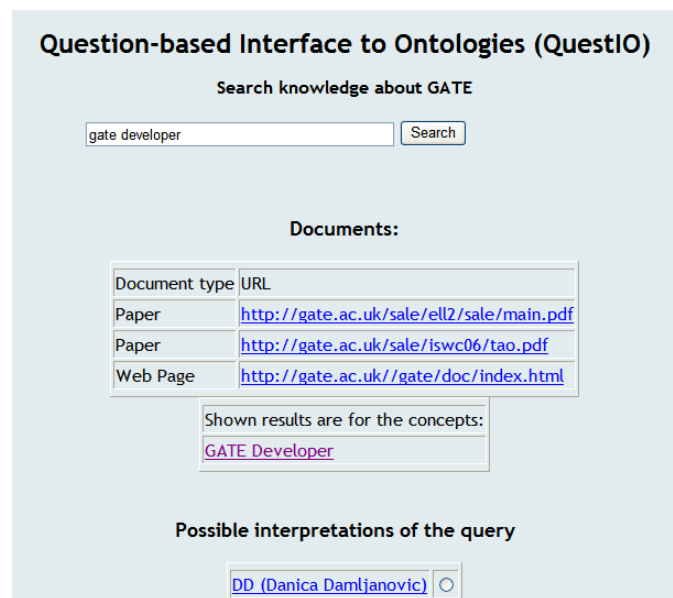 Question-based Interface to Ontologies (QuestIO)
Search knowledge about GATE
gate developer Search
Documents:
Document type URL
Paper http://gate.ac.uk/sale/ell2/sale/main.pdf
Paper http://gate.ac.uk/sale/iswc06/tao.pdf
Web Page http://gate.ac.uk//gate/doc/index.html
Shown results are for the concepts:
GATE Developer
Possible interpretations of the query
DD (Danica Damljanovic)